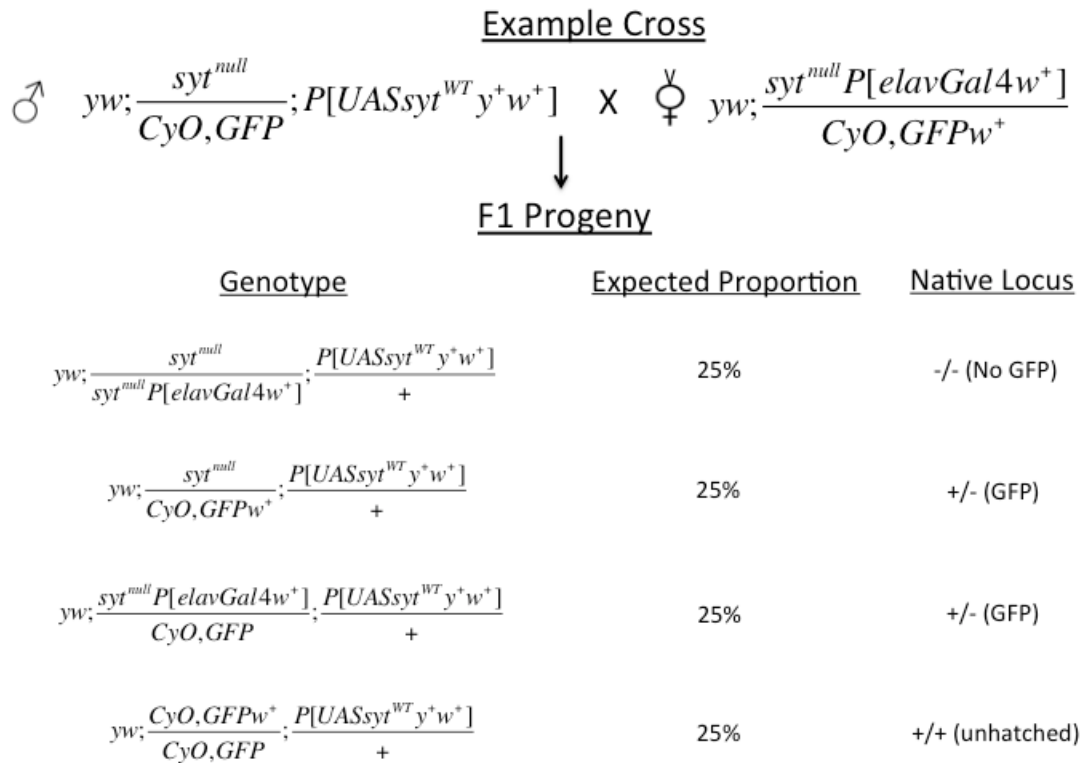 Example Cross
♂ yw; syt^null / CyO,GFP ; P[UASsyt^WT y^+w^+] X ☿ yw; syt^null P[elavGal4w^+] / CyO,GFPw^+
F1 Progeny
Genotype Expected Proportion Native Locus
yw; syt^null / syt^null P[elavGal4w^+] ; P[UASsyt^WT y^+w^+] / + 25% -/- (No GFP)
yw; syt^null / CyO,GFPw^+ ; P[UASsyt^WT y^+w^+] / + 25% +/- (GFP)
yw; syt^null P[elavGal4w^+] / CyO,GFP ; P[UASsyt^WT y^+w^+] / + 25% +/- (GFP)
yw; CyO,GFPw^+ / CyO,GFP ; P[UASsyt^WT y^+w^+] / + 25% +/+ (unhatched)